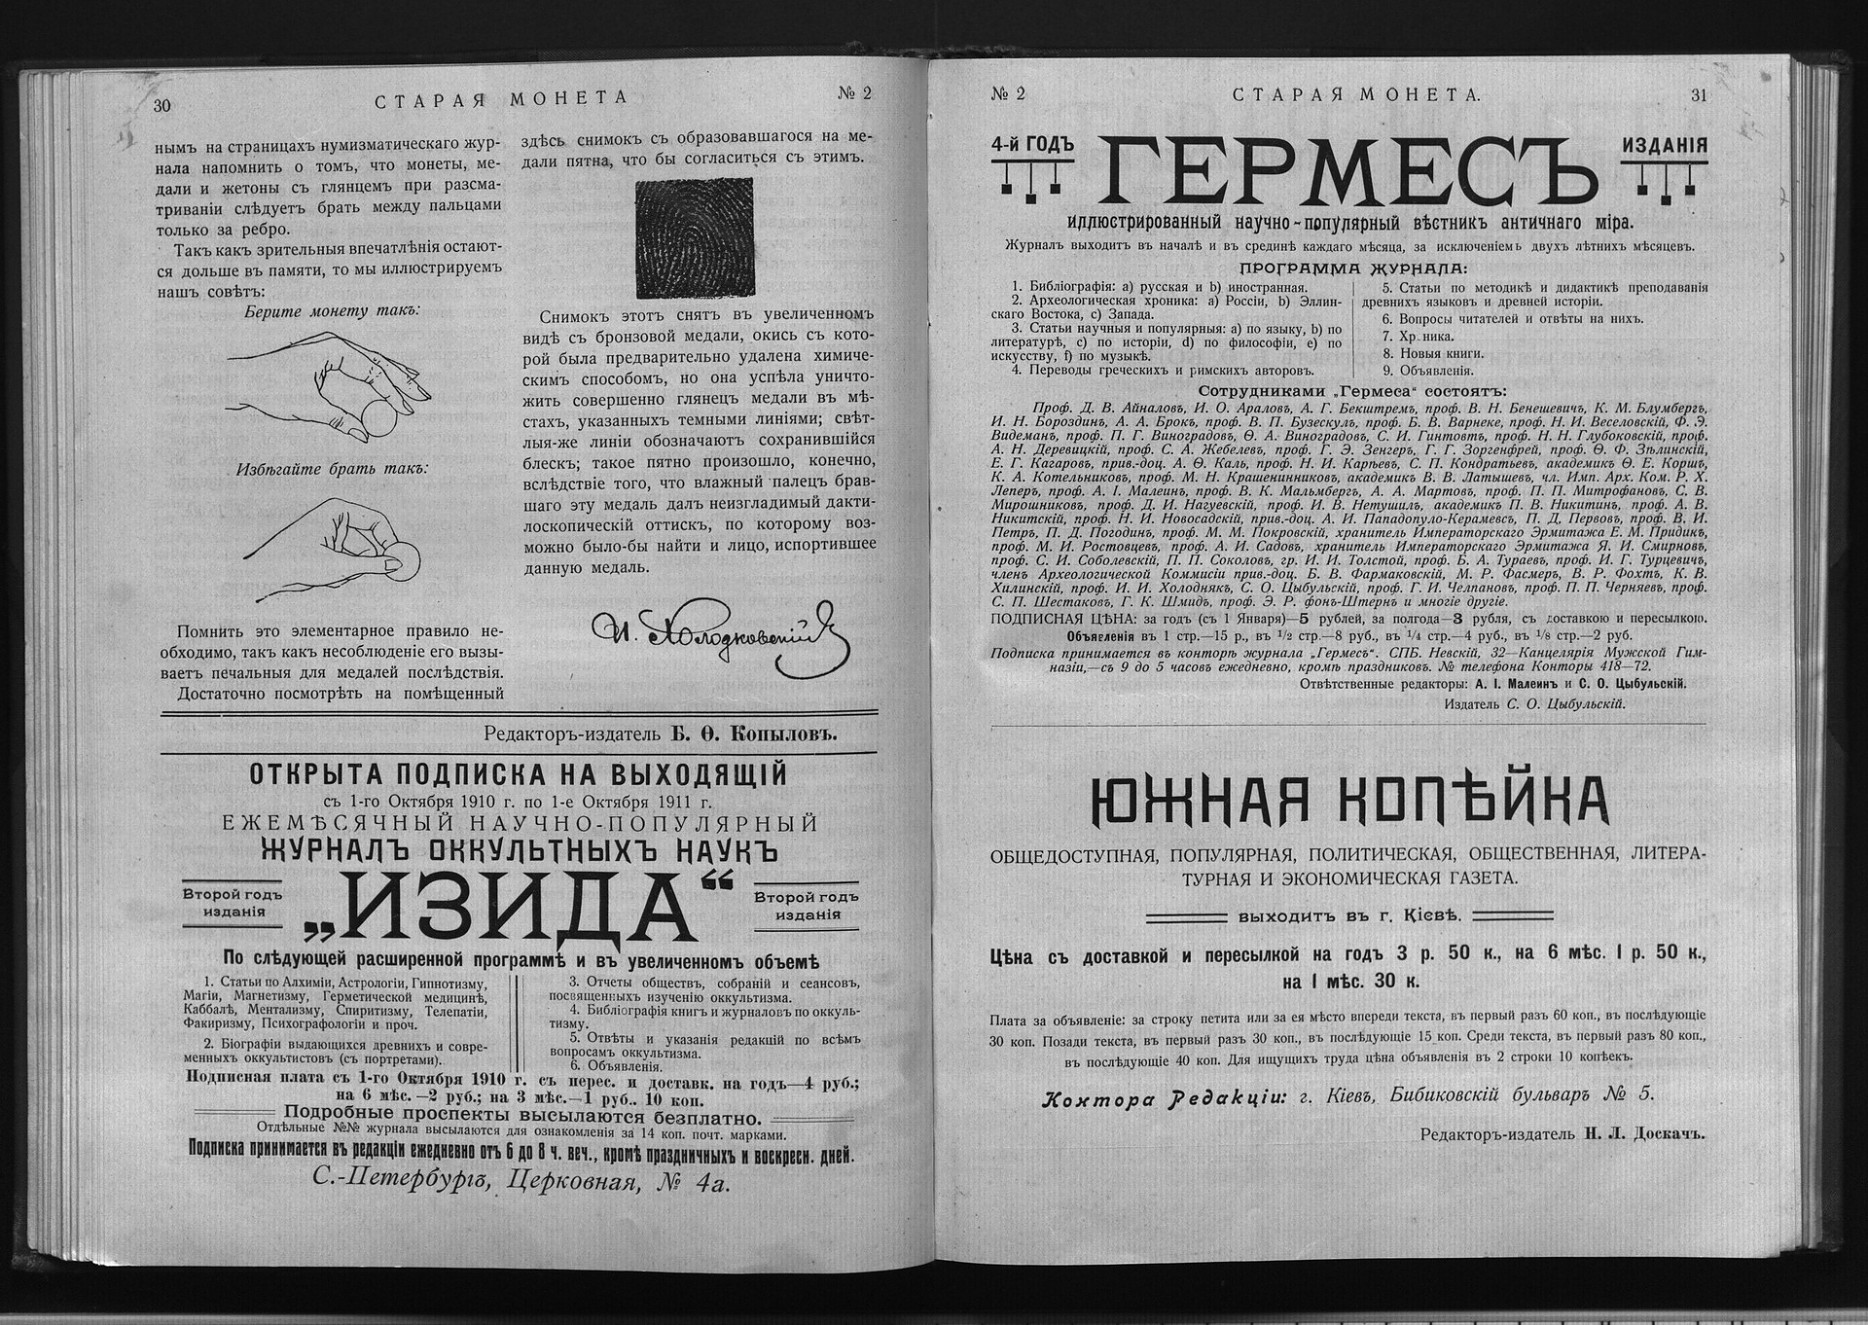 30
СТАРАЯ МОНЕТА
№ 2
нымъ на страницахъ нумизматическаго жур-
нала напомнить о томъ, что монеты, ме-
дали и жетоны съ глянцемъ при разсма-
триваніи слѣдуетъ брать между пальцами
только за ребро.
Такъ какъ зрительныя впечатлѣнія остают-
ся дольше въ памяти, то мы иллюстрируемъ
нашъ совѣтъ:
Берите монету такъ:
Избѣгайте брать такъ:
Помнить это элементарное правило не-
обходимо, такъ какъ несоблюденіе его вызы-
ваетъ печальныя для медалей послѣдствія.
Достаточно посмотрѣть на помѣщенный
здѣсь снимокъ съ образовавшагося на ме-
дали пятна, что бы согласиться съ этимъ.
Снимокъ этотъ снятъ въ увеличенномъ
видѣ съ бронзовой медали, окись съ кото-
рой была предварительно удалена химиче-
скимъ способомъ, но она успѣла уничто-
жить совершенно глянецъ медали въ мѣ-
стахъ, указанныхъ темными линіями; свѣт-
лыя-же линіи обозначаютъ сохранившійся
блескъ; такое пятно произошло, конечно,
вслѣдствіе того, что влажный палецъ брав-
шаго эту медаль далъ неизгладимый дакти-
лоскопическій оттискъ, по которому воз-
можно было-бы найти и лицо, испортившее
данную медаль.
И. Холодковскій
Редакторъ-издатель Б. Ѳ. Копыловъ.
ОТКРЫТА ПОДПИСКА НА ВЫХОДЯЩІЙ
съ 1-го Октября 1910 г. по 1-е Октября 1911 г.
ЕЖЕМѢСЯЧНЫЙ НАУЧНО-ПОПУЛЯРНЫЙ
ЖУРНАЛЪ ОККУЛЬТНЫХЪ НАУКЪ
Второй годъ
изданія
„ИЗИДА“
Второй годъ
изданія
По слѣдующей расширенной программѣ и въ увеличенномъ объемѣ
1. Статьи по Алхиміи, Астрологіи, Гипнотизму,
Магіи, Магнетизму, Герметической медицинѣ,
Каббалѣ, Ментализму, Спиритизму, Телепатіи,
Факиризму, Психографологіи и проч.
2. Біографіи выдающихся древнихъ и совре-
менныхъ оккультистовъ (съ портретами).
3. Отчеты обществъ, собраній и сеансовъ,
посвященныхъ изученію оккультизма.
4. Библіографія книгъ и журналовъ по оккуль-
тизму.
5. Отвѣты и указанія редакцій по всѣмъ
вопросамъ оккультизма.
6. Объявленія.
Подписная плата съ 1-го Октября 1910 г. съ перес. и доставк. на годъ—4 руб.;
на 6 мѣс.—2 руб.; на 3 мѣс.—1 руб.. 10 коп.
Подробные проспекты высылаются безплатно.
Отдѣльные №№ журнала высылаются для ознакомленія за 14 коп. почт. марками.
Подписка принимается въ редакціи ежедневно отъ 6 до 8 ч. веч., кромѣ праздничныхъ и воскресн. дней.
С.-Петербургъ, Церковная, № 4а.
№ 2
СТАРАЯ МОНЕТА.
31
4-й ГОДЪ
ГЕРМЕСЪ
ИЗДАНІЯ
иллюстрированный научно-популярный вѣстникъ античнаго міра.
Журналъ выходитъ въ началѣ и въ срединѣ каждаго мѣсяца, за исключеніемъ двухъ лѣтнихъ мѣсяцевъ.
ПРОГРАММА ЖУРНАЛА:
1. Библіографія: a) русская и b) иностранная.
2. Археологическая хроника: a) Россіи, b) Эллин-
скаго Востока, c) Запада.
3. Статьи научныя и популярныя: a) по языку, b) по
литературѣ, c) по исторіи, d) по философіи, e) по
искусству, f) по музыкѣ.
4. Переводы греческихъ и римскихъ авторовъ.
5. Статьи по методикѣ и дидактикѣ преподаванія
древнихъ языковъ и древней исторіи.
6. Вопросы читателей и отвѣты на нихъ.
7. Хр.ника.
8. Новыя книги.
9. Объявленія.
Сотрудниками „Гермеса“ состоятъ:
Проф. Д. В. Айналовъ, И. О. Араловъ, А. Г. Бекштремъ, проф. В. Н. Бенешевичъ, К. М. Блумбергъ,
И. Н. Бороздинъ, А. А. Брокъ, проф. В. П. Бузескулъ, проф. Б. В. Варнеке, проф. Н. И. Веселовскій, Ф. Э.
Видеманъ, проф. П. Г. Виноградовъ, Ѳ. А. Виноградовъ, С. И. Гинтовтъ, проф. Н. Н. Глубоковскій, проф.
А. Н. Деревицкій, проф. С. А. Жебелевъ, проф. Г. Э. Зенгеръ, Г. Г. Зоргенфрей, проф. Ѳ. Ф. Зѣлинскій,
Е. Г. Кагаровъ, прив.-доц. А. Ѳ. Каль, проф. Н. И. Карѣевъ, С. П. Кондратьевъ, академикъ Ѳ. Е. Коршъ,
К. А. Котельниковъ, проф. М. Н. Крашенинниковъ, академикъ В. В. Латышевъ, чл. Имп. Арх. Ком. Р. Х.
Леперъ, проф. А. І. Малеинъ, проф. В. К. Мальмбергъ, А. А. Мартовъ, проф. П. П. Митрофановъ, С. В.
Мирошниковъ, проф. Д. И. Нагуевскій, проф. И. В. Нетушилъ, академикъ П. В. Никитинъ, проф. А. В.
Никитскій, проф. Н. И. Новосадскій, прив.-доц. А. И. Пападопуло-Керамевсъ, П. Д. Первовъ, проф. В. И.
Петръ, П. Д. Погодинъ, проф. М. М. Покровскій, хранитель Императорскаго Эрмитажа Е. М. Придикъ,
проф. М. И. Ростовцевъ, проф. А. И. Садовъ, хранитель Императорскаго Эрмитажа Я. И. Смирновъ,
проф. С. И. Соболевскій, П. П. Соколовъ, гр. И. И. Толстой, проф. Б. А. Тураевъ, проф. И. Г. Турцевичъ,
членъ Археологической Коммисіи прив.-доц. Б. В. Фармаковскій, М. Р. Фасмеръ, В. Р. Фохтъ, К. В.
Хилинскій, проф. И. И. Холоднякъ, С. О. Цыбульскій, проф. Г. И. Челпановъ, проф. П. П. Черняевъ, проф.
С. П. Шестаковъ, Г. К. Шмидъ, проф. Э. Р. фонъ-Штернъ и многіе другіе.
ПОДПИСНАЯ ЦѢНА: за годъ (съ 1 Января)—5 рублей, за полгода—3 рубля, съ доставкою и пересылкою.
Объявленія въ 1 стр.—15 р., въ 1/2 стр.—8 руб., въ 1/4 стр.—4 руб., въ 1/8 стр.—2 руб.
Подписка принимается въ конторѣ журнала „Гермесъ“. СПБ. Невскій, 32—Канцелярія Мужской Гим-
назіи,—съ 9 до 5 часовъ ежедневно, кромѣ праздниковъ. № телефона Конторы 418—72.
Отвѣтственные редакторы: А. І. Малеинъ и С. О. Цыбульскій.
Издатель С. О. Цыбульскій.
ЮЖНАЯ КОПѢЙКА
ОБЩЕДОСТУПНАЯ, ПОПУЛЯРНАЯ, ПОЛИТИЧЕСКАЯ, ОБЩЕСТВЕННАЯ, ЛИТЕРА-
ТУРНАЯ И ЭКОНОМИЧЕСКАЯ ГАЗЕТА.
выходитъ въ г. Кіевѣ.
Цѣна съ доставкой и пересылкой на годъ 3 р. 50 к., на 6 мѣс. I р. 50 к.,
на I мѣс. 30 к.
Плата за объявленіе: за строку петита или за ея мѣсто впереди текста, въ первый разъ 60 коп., въ послѣдующіе
30 коп. Позади текста, въ первый разъ 30 коп., въ послѣдующіе 15 коп. Среди текста, въ первый разъ 80 коп.,
въ послѣдующіе 40 коп. Для ищущихъ труда цѣна объявленія въ 2 строки 10 копѣекъ.
Контора Редакціи: г. Кіевъ, Бибиковскій бульваръ № 5.
Редакторъ-издатель Н. Л. Доскачъ.